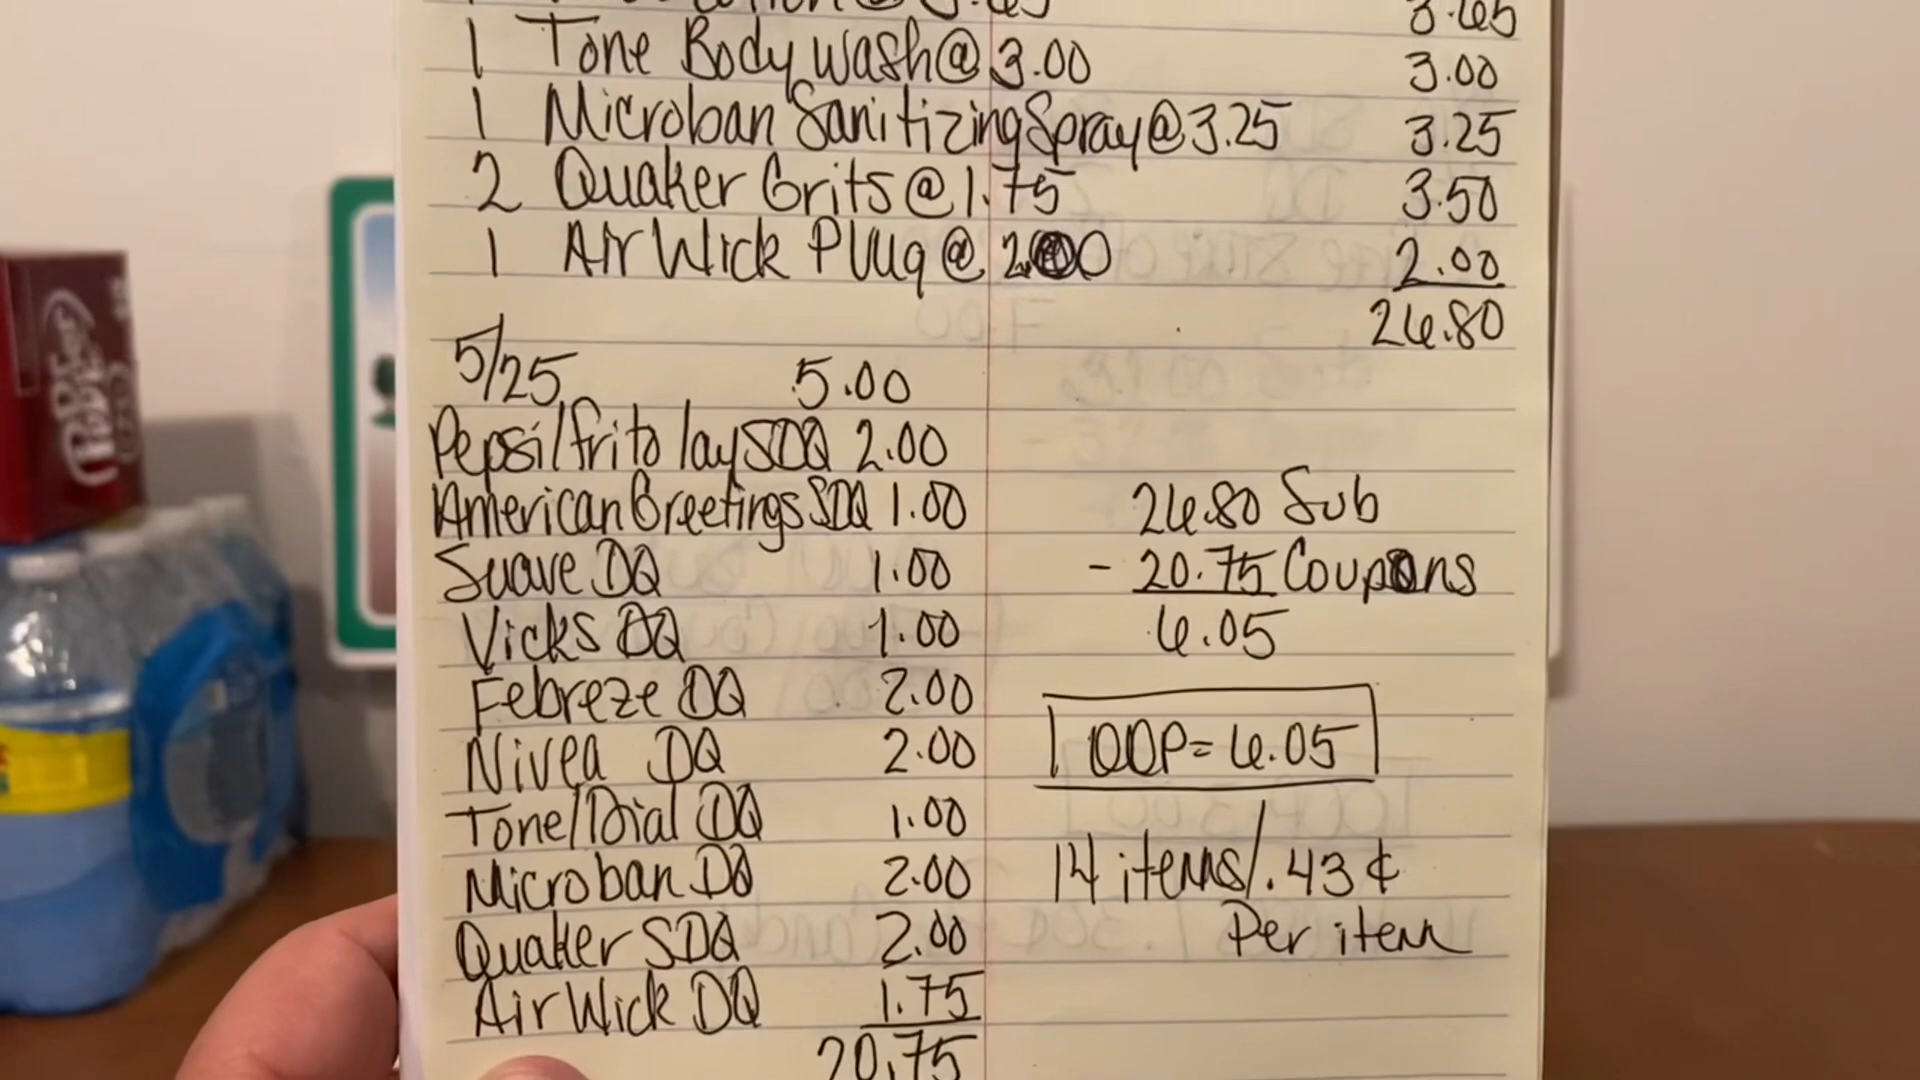 3.65
1 Tone Body Wash @ 3.00 3.00
1 Microban Sanitizing Spray @ 3.25 3.25
2 Quaker Grits @ 1.75 3.50
1 Air Wick Plug @ 2.00 2.00
26.80
5/25 5.00
Pepsi/frito lay SDQ 2.00
American Greetings SDQ 1.00
Suave DQ 1.00
Vicks DQ 1.00
Febreze DQ 2.00
Nivea DQ 2.00
Tone/Dial DQ 1.00
Microban DQ 2.00
Quaker SDQ 2.00
Air Wick DQ 1.75
20.75
26.80 Sub
- 20.75 Coupons
6.05
OOP= 6.05
14 items/.43¢
Per item
Dr Pepper